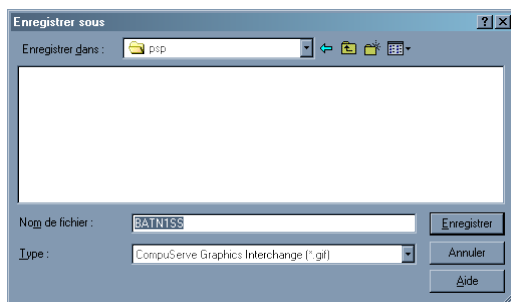 Enregistrer sous
Enregistrer dans : psp
Nom de fichier : BATN1SS Enregistrer
Type : CompuServe Graphics Interchange (*.gif) Annuler
Aide